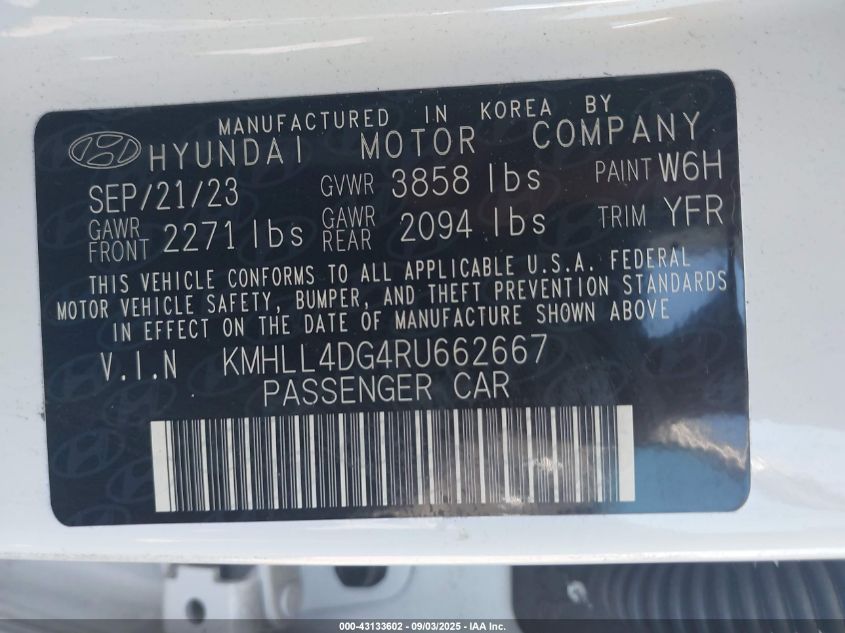 MANUFACTURED IN KOREA BY
HYUNDAI MOTOR COMPANY
SEP/21/23 GVWR 3858 lbs PAINT W6H
GAWR FRONT 2271 lbs GAWR REAR 2094 lbs TRIM YFR
THIS VEHICLE CONFORMS TO ALL APPLICABLE U.S.A. FEDERAL
MOTOR VEHICLE SAFETY, BUMPER, AND THEFT PREVENTION STANDARDS
IN EFFECT ON THE DATE OF MANUFACTURE SHOWN ABOVE
V.I.N KMHLL4DG4RU662667
PASSENGER CAR
000-43133602 - 09/03/2025 - IAA Inc.